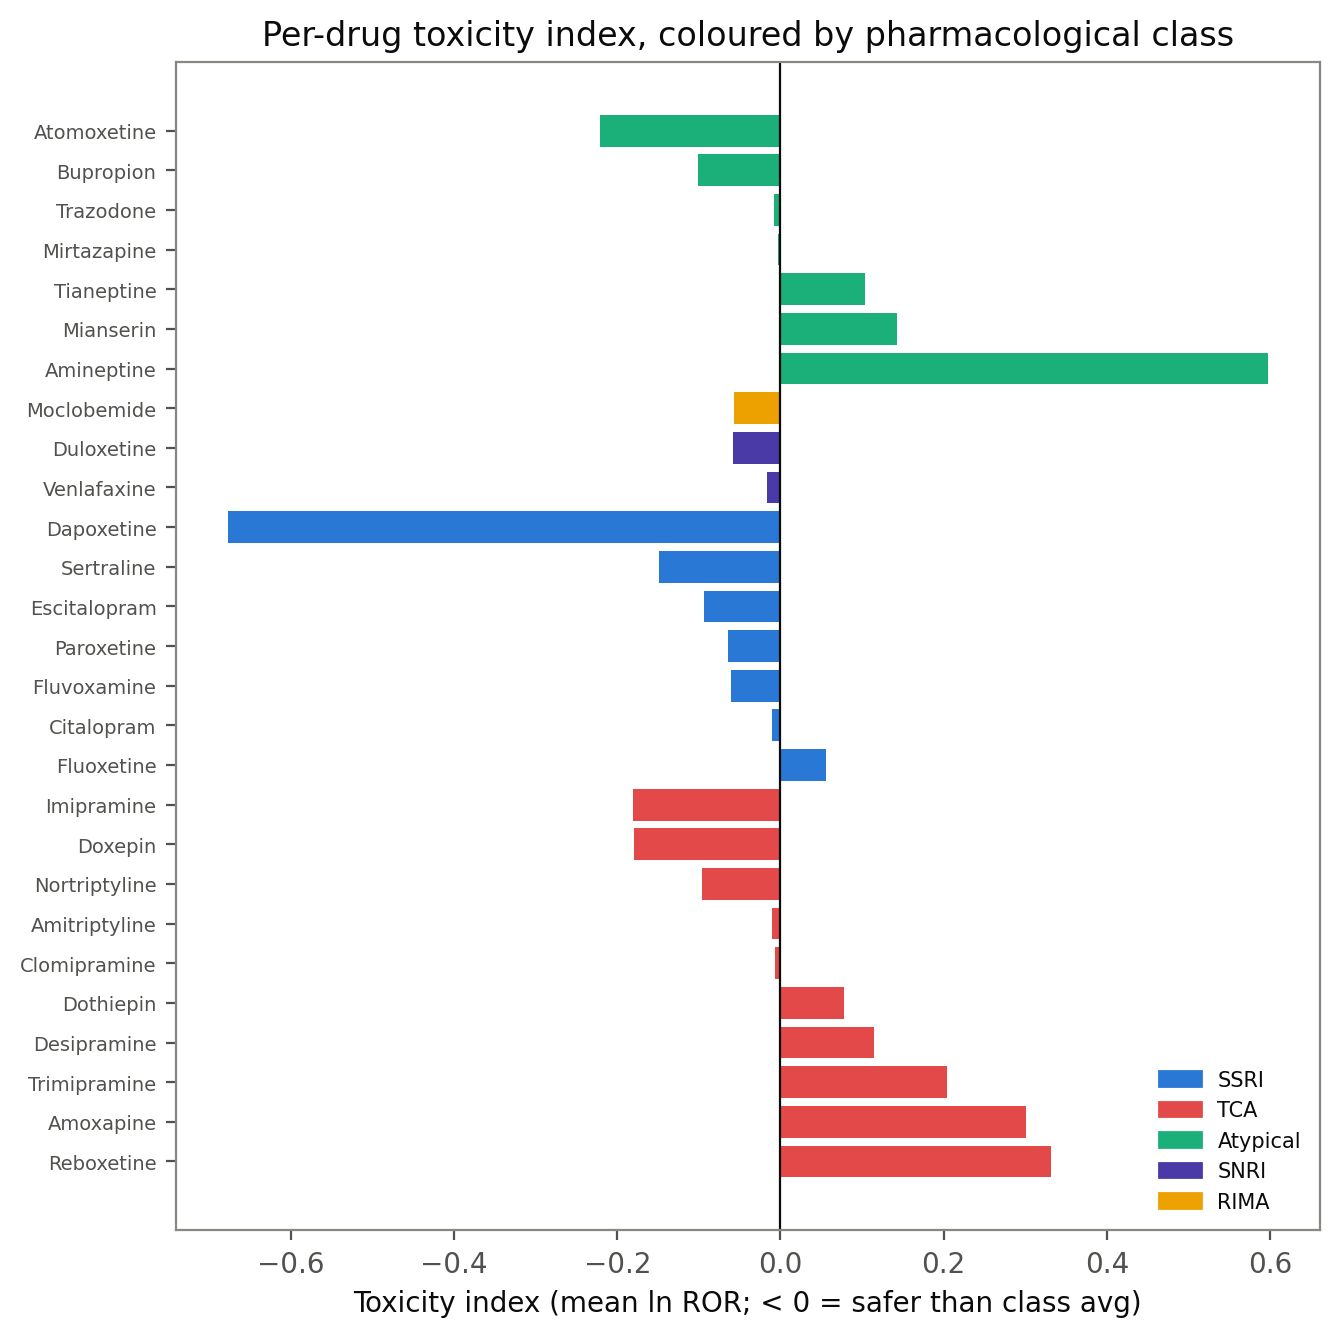 Per-drug toxicity index, coloured by pharmacological class
Atomoxetine
Bupropion
Trazodone
Mirtazapine
Tianeptine
Mianserin
Amineptine
Moclobemide
Duloxetine
Venlafaxine
Dapoxetine
Sertraline
Escitalopram
Paroxetine
Fluvoxamine
Citalopram
Fluoxetine
Imipramine
Doxepin
Nortriptyline
Amitriptyline
Clomipramine
Dothiepin
Desipramine
Trimipramine
Amoxapine
Reboxetine
SSRI
TCA
Atypical
SNRI
RIMA
−0.6 −0.4 −0.2 0.0 0.2 0.4 0.6
Toxicity index (mean ln ROR; < 0 = safer than class avg)